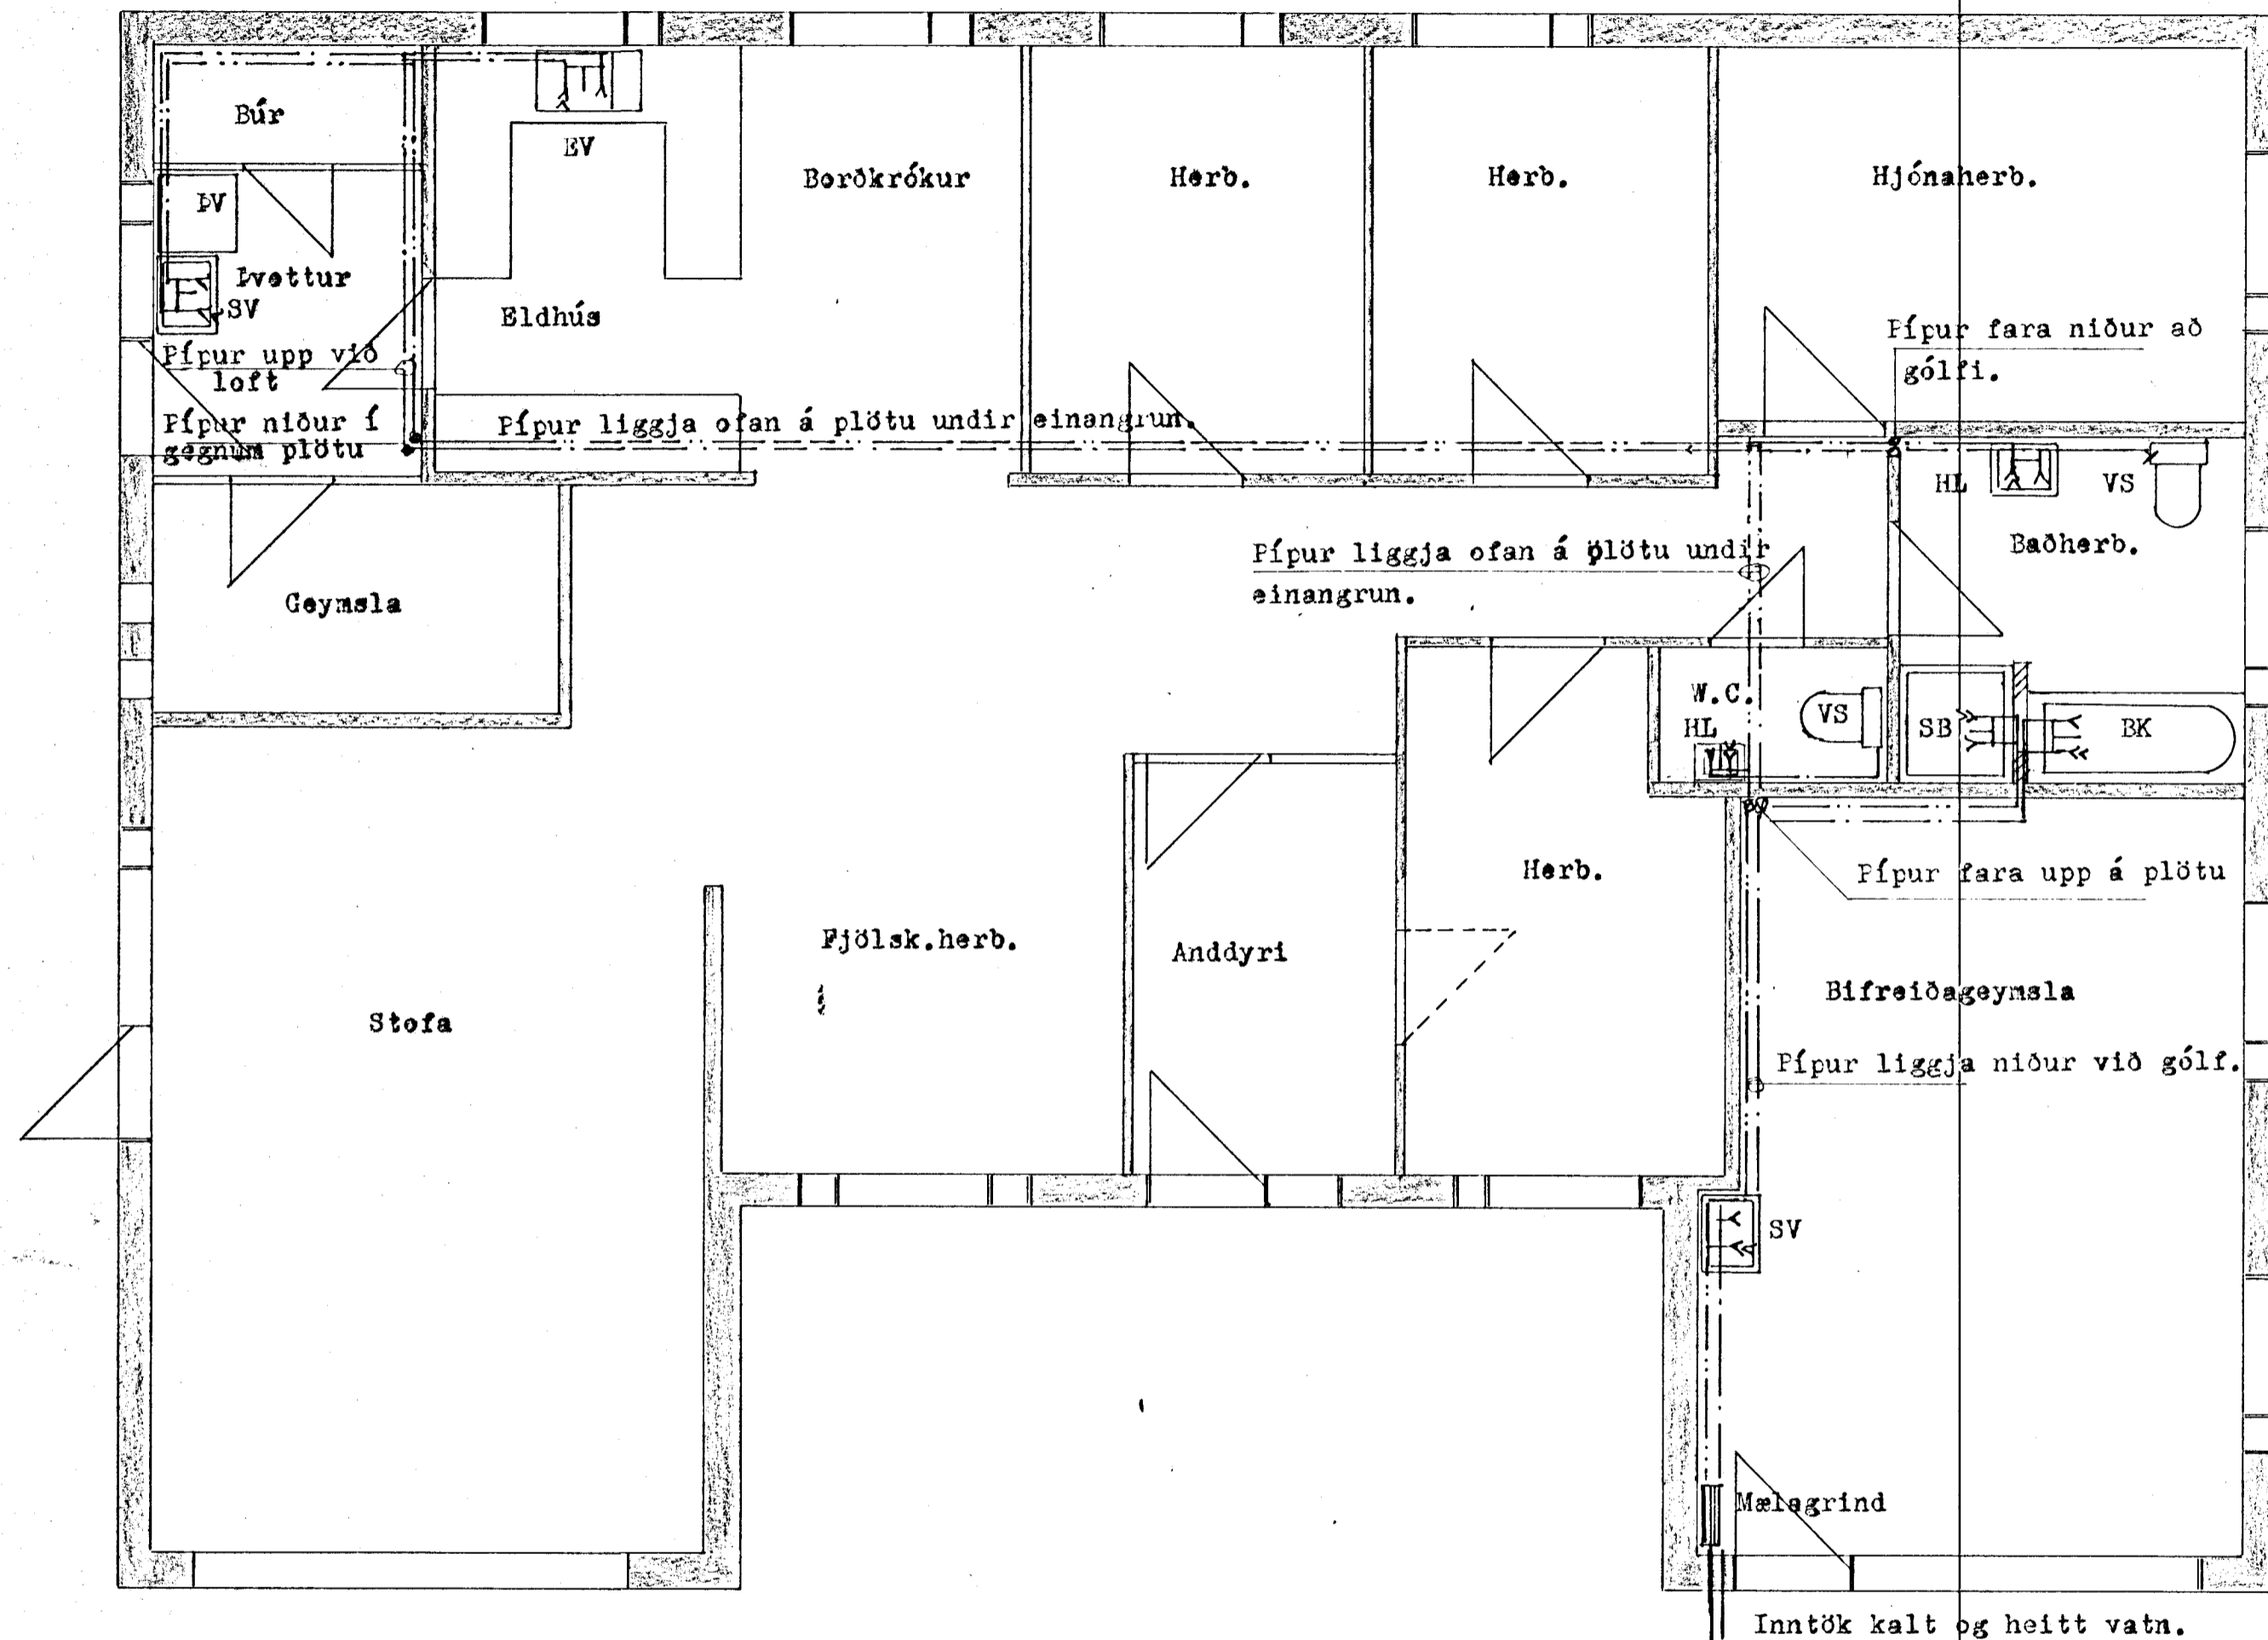 Búr
EV
Borðkrókur
Herb.
Herb.
Hjónaherb.
ÞV
Þvottur
SV
Eldhús
Pípur upp við
loft
Pípur niður í
gegnum plötu
Pípur liggja ofan á plötu undir einangrun.
Pípur fara niður að
gólfi.
HL
VS
Baðherb.
Pípur liggja ofan á plötu undir
einangrun.
Geymsla
W.C.
HL
VS
SB
BK
Herb.
Pípur fara upp á plötu
Fjölsk.herb.
Anddyri
Bifreiðageymsla
Stofa
Pípur liggja niður við gólf.
SV
Mælagrind
Inntök kalt og heitt vatn.